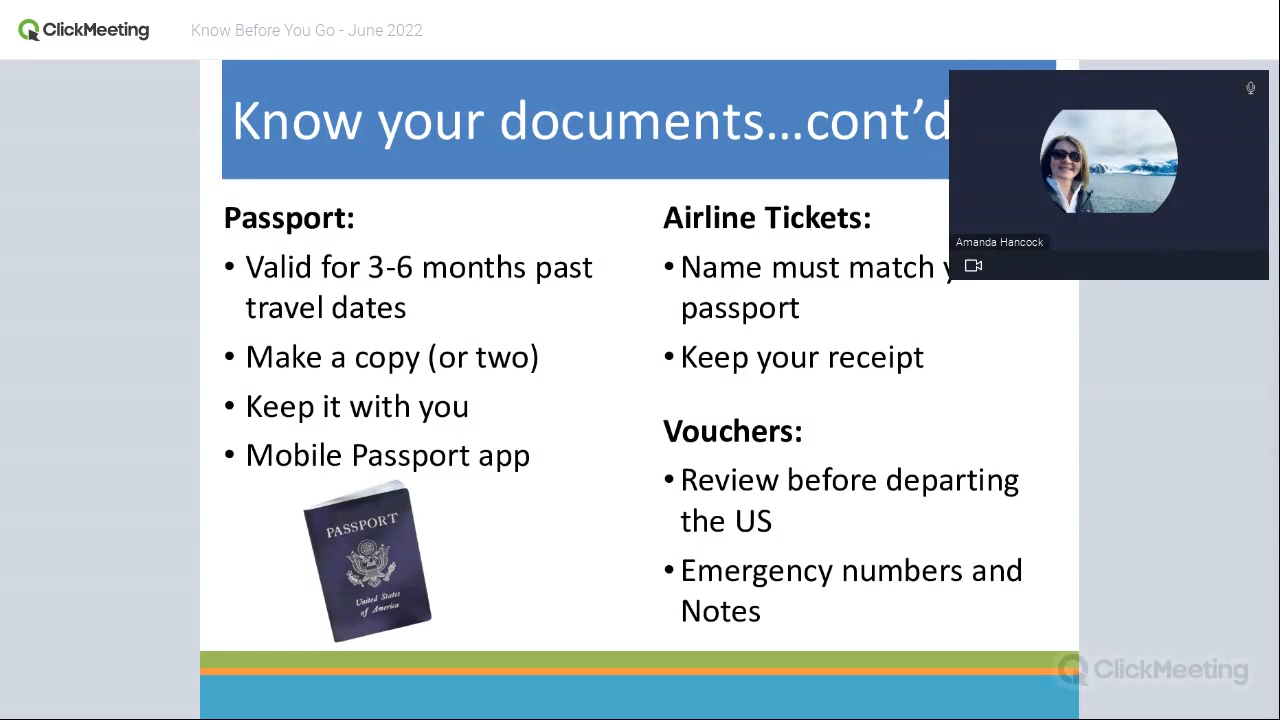 ClickMeeting
Know Before You Go - June 2022
Know your documents…cont’d
Passport:
• Valid for 3-6 months past
travel dates
• Make a copy (or two)
• Keep it with you
• Mobile Passport app
PASSPORT
United States
of America
Airline Tickets:
• Name must match
passport
• Keep your receipt
Vouchers:
• Review before departing
the US
• Emergency numbers and
Notes
Amanda Hancock
ClickMeeting